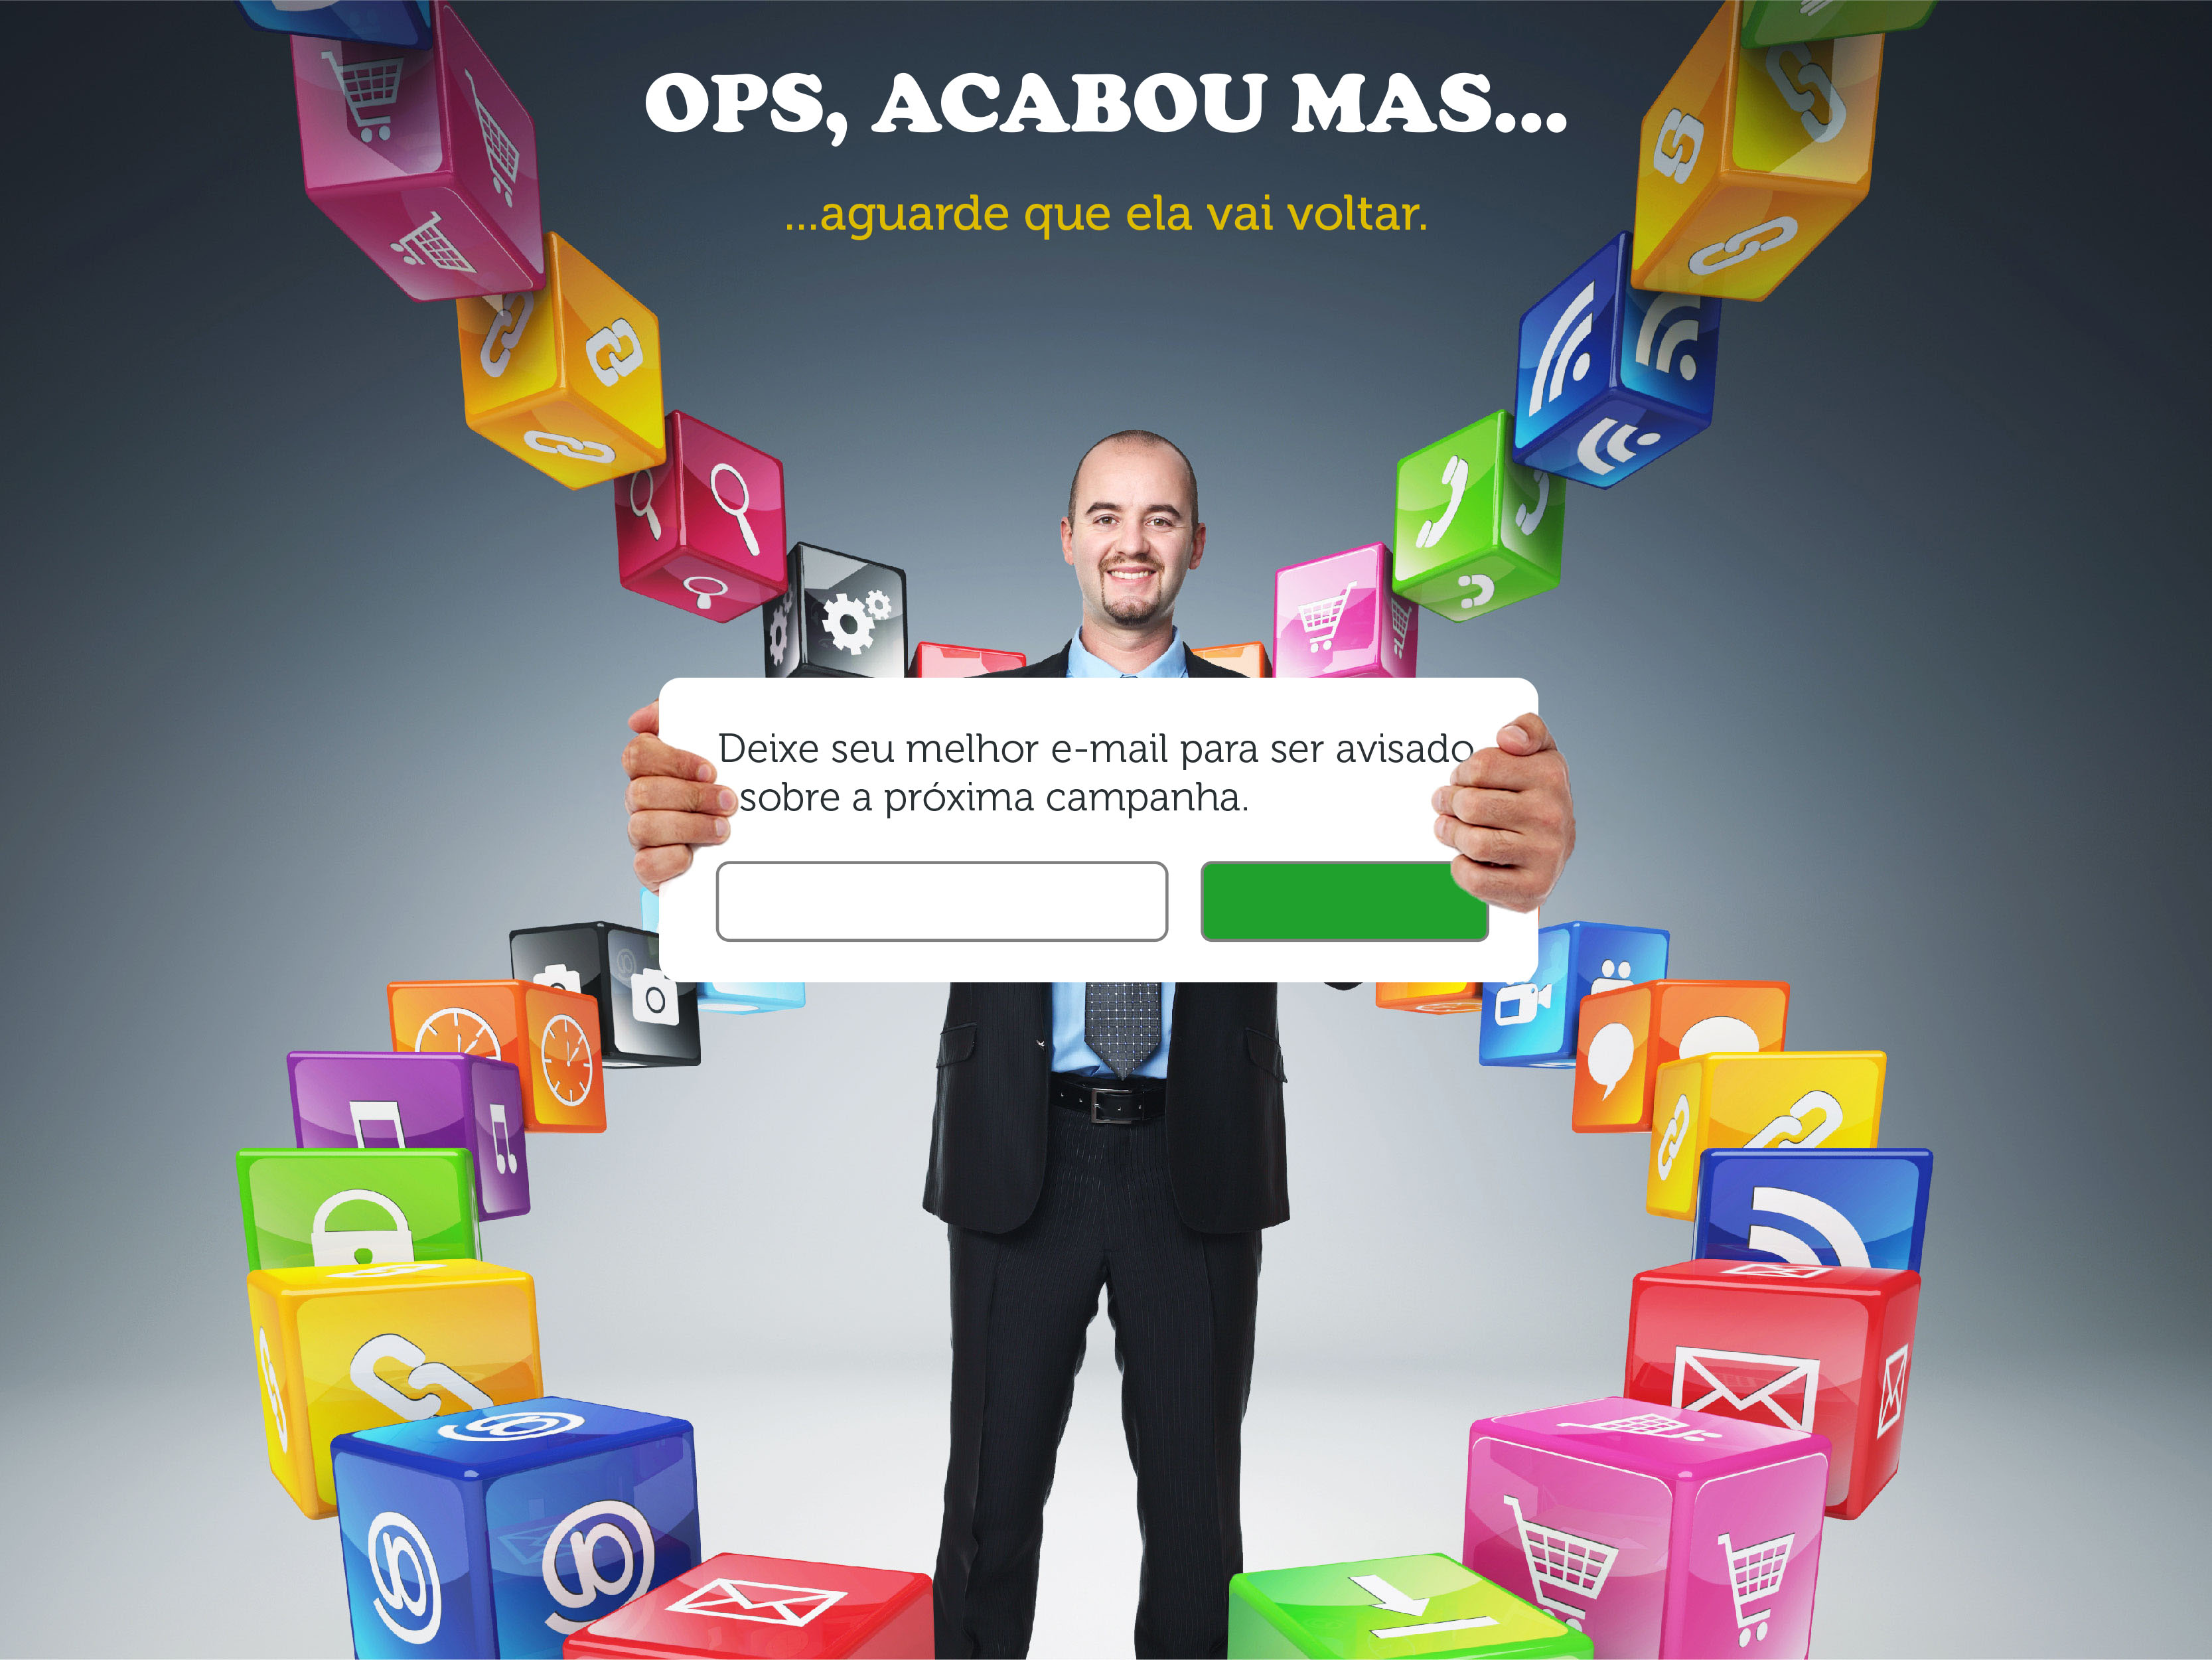 OPS, ACABOU MAS...
...aguarde que ela vai voltar.
Deixe seu melhor e-mail para ser avisado
sobre a próxima campanha.